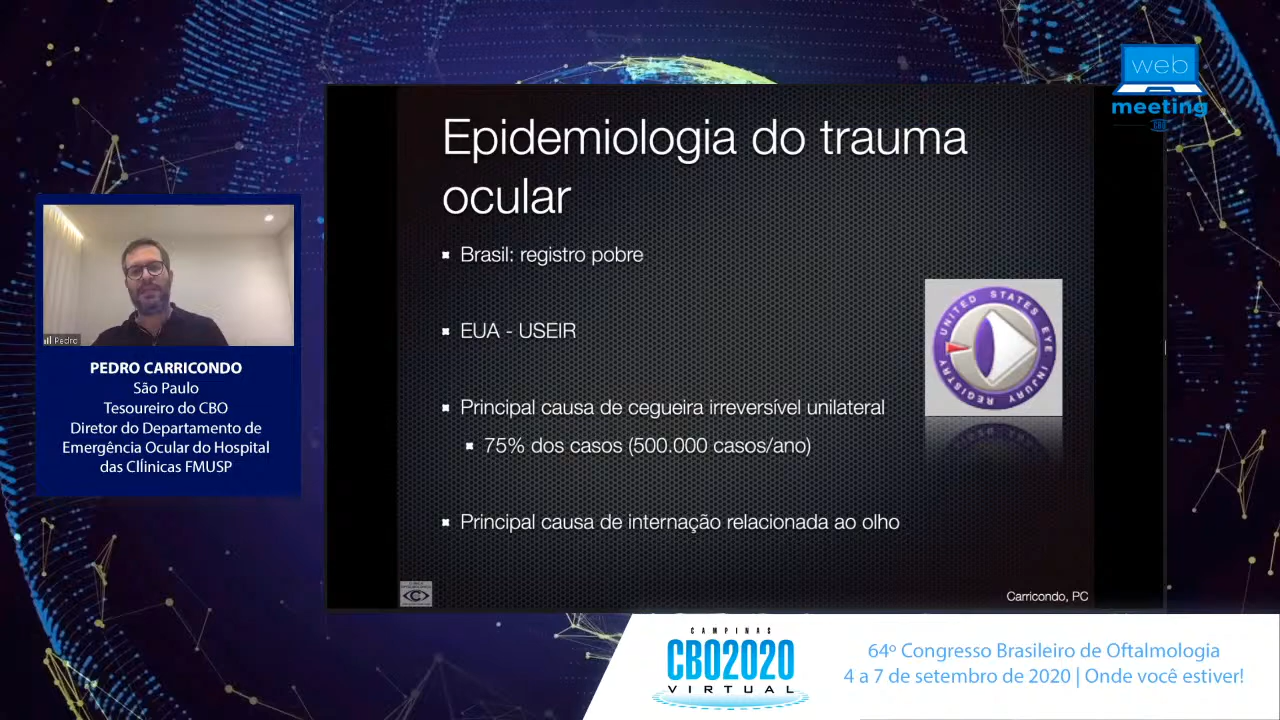 web
meeting
Epidemiologia do trauma
ocular
Brasil: registro pobre
EUA - USEIR
Principal causa de cegueira irreversível unilateral
75% dos casos (500.000 casos/ano)
Principal causa de internação relacionada ao olho
UNITED STATES EYE INJURY REGISTRY
Carricondo, PC
Pedro
PEDRO CARRICONDO
São Paulo
Tesoureiro do CBO
Diretor do Departamento de
Emergência Ocular do Hospital
das ClÍinicas FMUSP
CAMPINAS
CBO2020
VIRTUAL
64º Congresso Brasileiro de Oftalmologia
4 a 7 de setembro de 2020 | Onde você estiver!